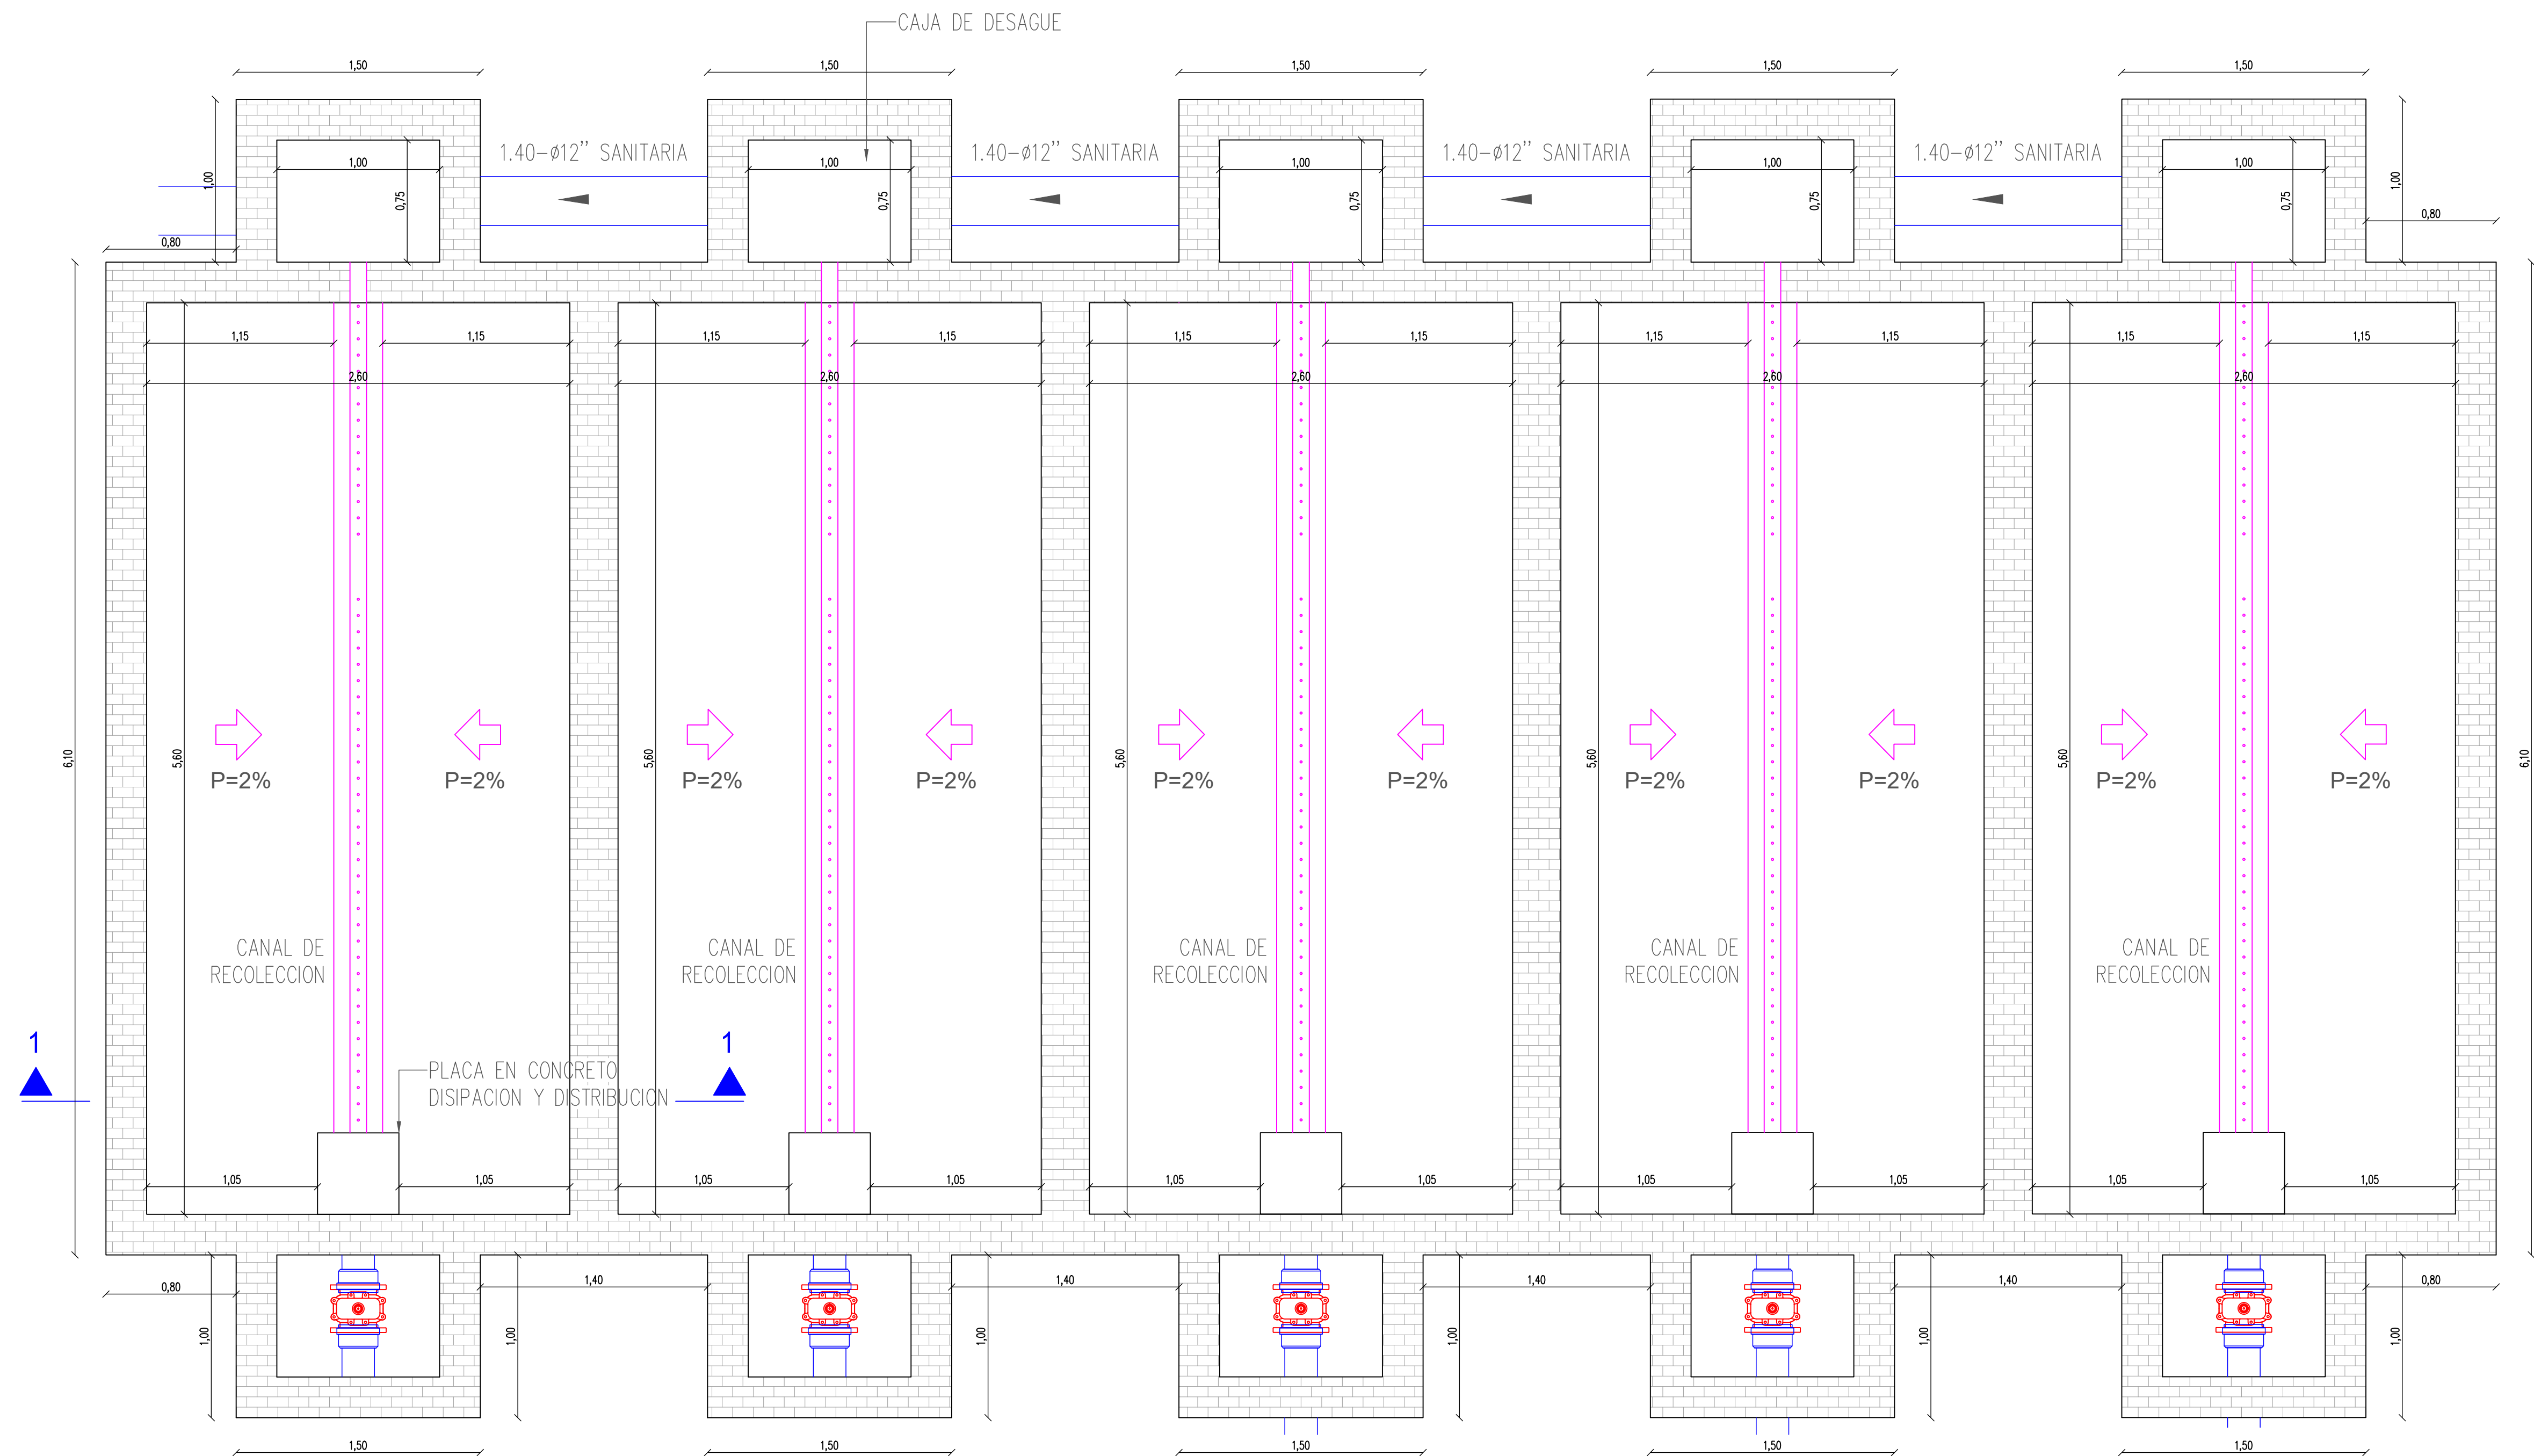 CAJA DE DESAGUE
1,50 1,50 1,50 1,50 1,50
1.40-ø12" SANITARIA 1.40-ø12" SANITARIA 1.40-ø12" SANITARIA 1.40-ø12" SANITARIA
1,00 1,00 1,00 1,00 1,00
1,00 0,75 0,75 0,75 0,75 0,75 1,00
0,80 0,80
1,15 1,15 1,15 1,15 1,15 1,15 1,15 1,15 1,15 1,15
2,60 2,60 2,60 2,60 2,60
6,10 5,60 5,60 5,60 5,60 5,60 6,10
P=2% P=2% P=2% P=2% P=2% P=2% P=2% P=2% P=2% P=2%
CANAL DE CANAL DE CANAL DE CANAL DE CANAL DE
RECOLECCION RECOLECCION RECOLECCION RECOLECCION RECOLECCION
1 1
PLACA EN CONCRETO
DISIPACION Y DISTRIBUCION
1,05 1,05 1,05 1,05 1,05 1,05 1,05 1,05 1,05 1,05
0,80 1,40 1,40 1,40 1,40 0,80
1,00 1,00 1,00 1,00 1,00 1,00
1,50 1,50 1,50 1,50 1,50